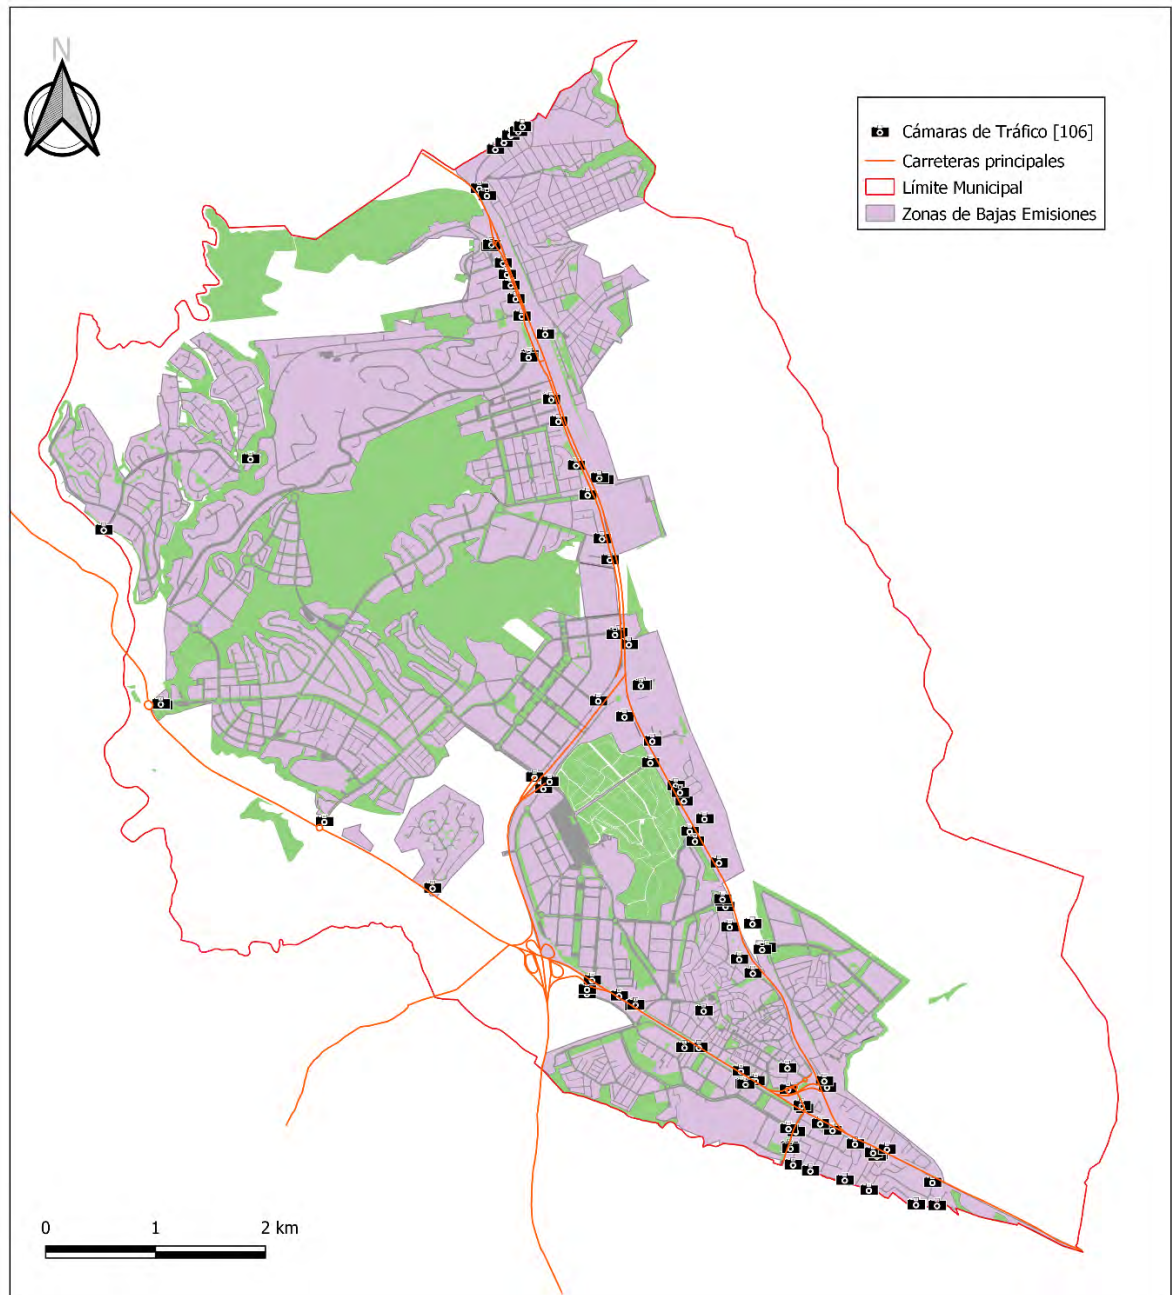 N
Cámaras de Tráfico [106]
Carreteras principales
Límite Municipal
Zonas de Bajas Emisiones
0 1 2 km